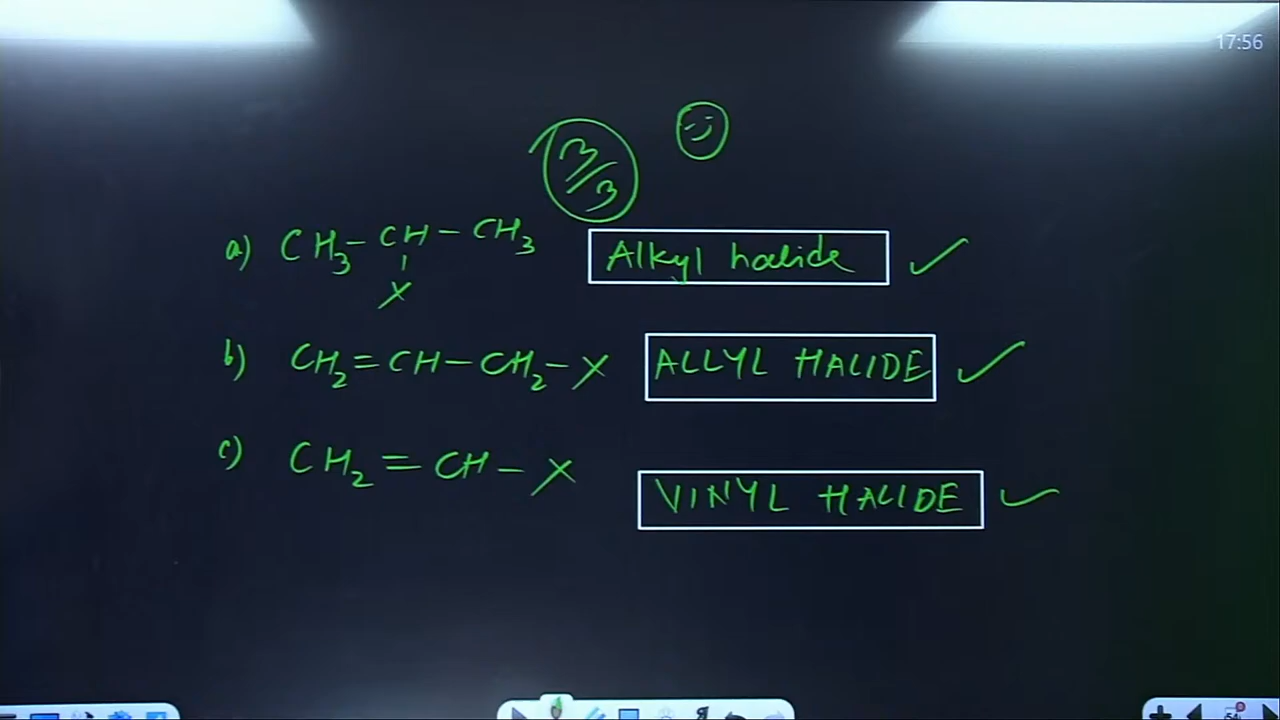 17:56
3/3
a) CH₃-CH-CH₃ Alkyl halide
X
b) CH₂=CH-CH₂-X ALLYL HALIDE
c) CH₂=CH-X
VINYL HALIDE